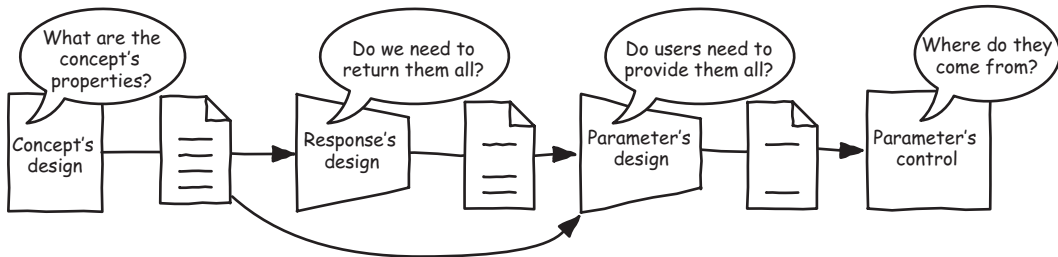 What are the
concept's
properties?
Concept's
design
Do we need to
return them all?
Response's
design
Do users need to
provide them all?
Parameter's
design
Where do they
come from?
Parameter's
control